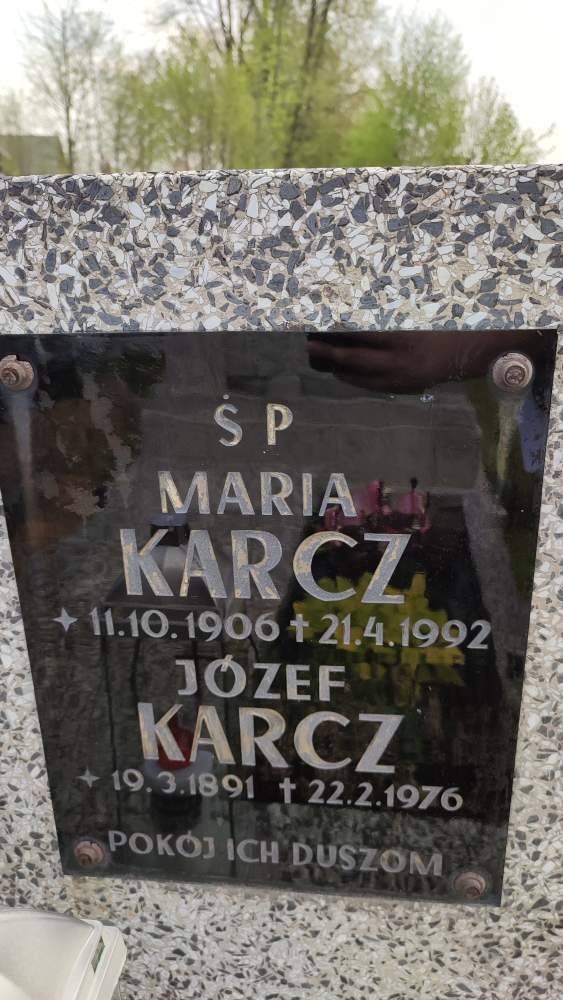 Ś P
MARIA
KARCZ
✦ 11.10.1906 † 21.4.1992
JÓZEF
KARCZ
✦ 19.3.1891 † 22.2.1976
POKÓJ ICH DUSZOM